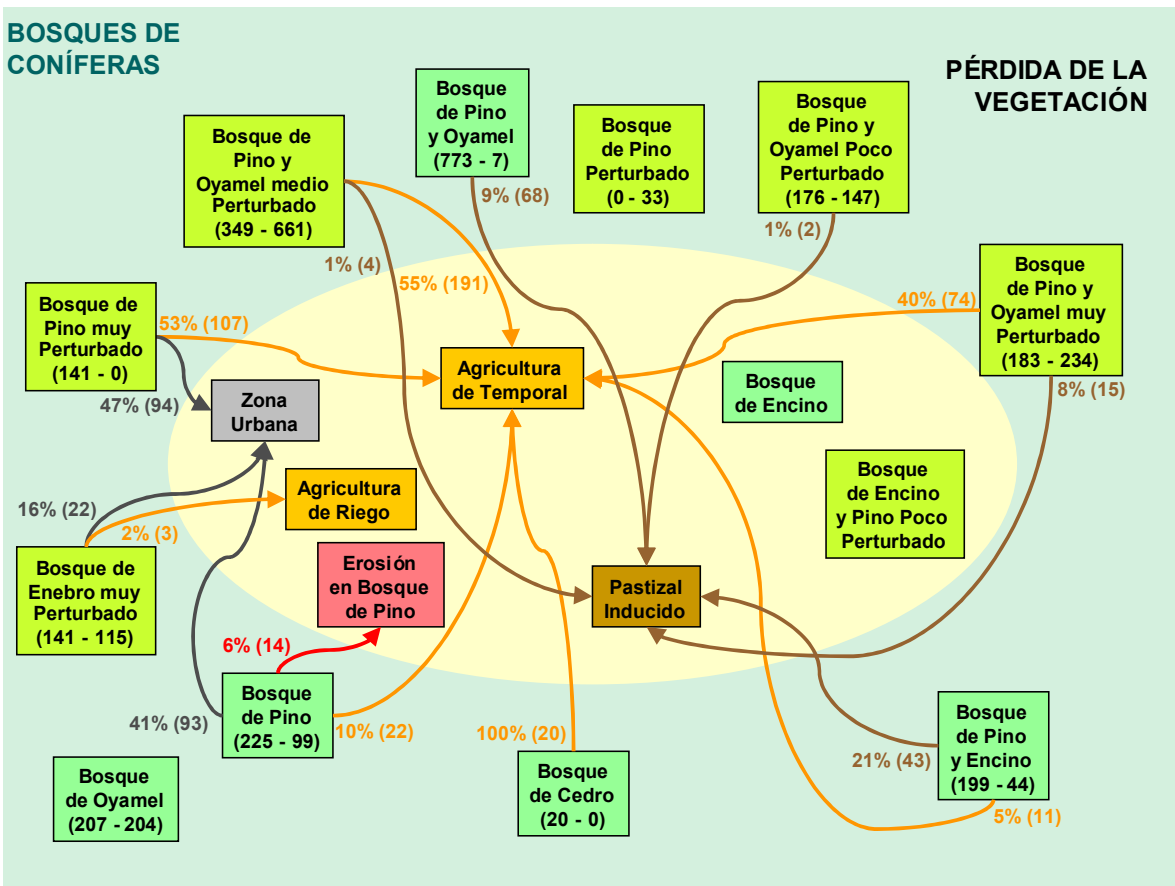 BOSQUES DE
CONÍFERAS
PÉRDIDA DE LA
VEGETACIÓN
Bosque de
Pino y
Oyamel medio
Perturbado
(349 - 661)
Bosque
de Pino
y Oyamel
(773 - 7)
Bosque
de Pino
Perturbado
(0 - 33)
Bosque
de Pino y
Oyamel Poco
Perturbado
(176 - 147)
9% (68)
1% (2)
1% (4)
55% (191)
Bosque
de Pino y
Oyamel muy
Perturbado
(183 - 234)
40% (74)
8% (15)
Bosque de
Pino muy
Perturbado
(141 - 0)
53% (107)
47% (94)
Agricultura
de Temporal
Bosque
de Encino
Zona
Urbana
Agricultura
de Riego
Bosque
de Encino
y Pino Poco
Perturbado
16% (22)
2% (3)
Bosque de
Enebro muy
Perturbado
(141 - 115)
Erosión
en Bosque
de Pino
Pastizal
Inducido
6% (14)
41% (93)
Bosque
de Pino
(225 - 99)
10% (22)
100% (20)
21% (43)
Bosque
de Pino
y Encino
(199 - 44)
5% (11)
Bosque
de Oyamel
(207 - 204)
Bosque
de Cedro
(20 - 0)